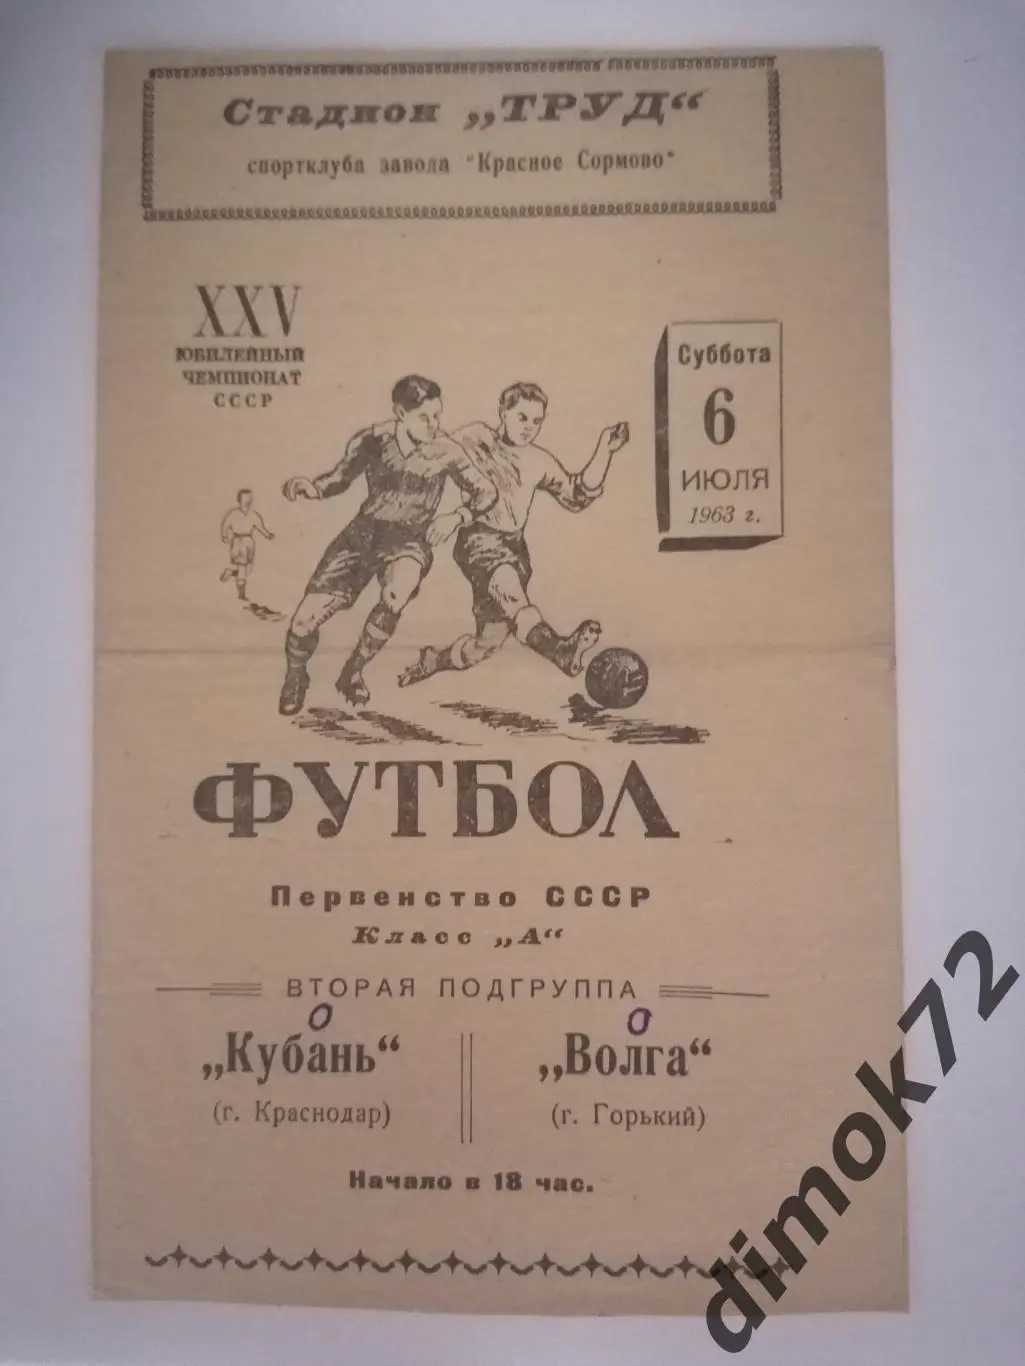 Стадион „ТРУД“
спортклуба завода "Красное Сормово"
XXV
ЮБИЛЕЙНЫЙ
ЧЕМПИОНАТ
СССР
Суббота
6
ИЮЛЯ
1963 г.
ФУТБОЛ
Первенство СССР
Класс „А“
ВТОРАЯ ПОДГРУППА
0 0
„Кубань“ „Волга“
(г. Краснодар) (г. Горький)
Начало в 18 час.
dimok72